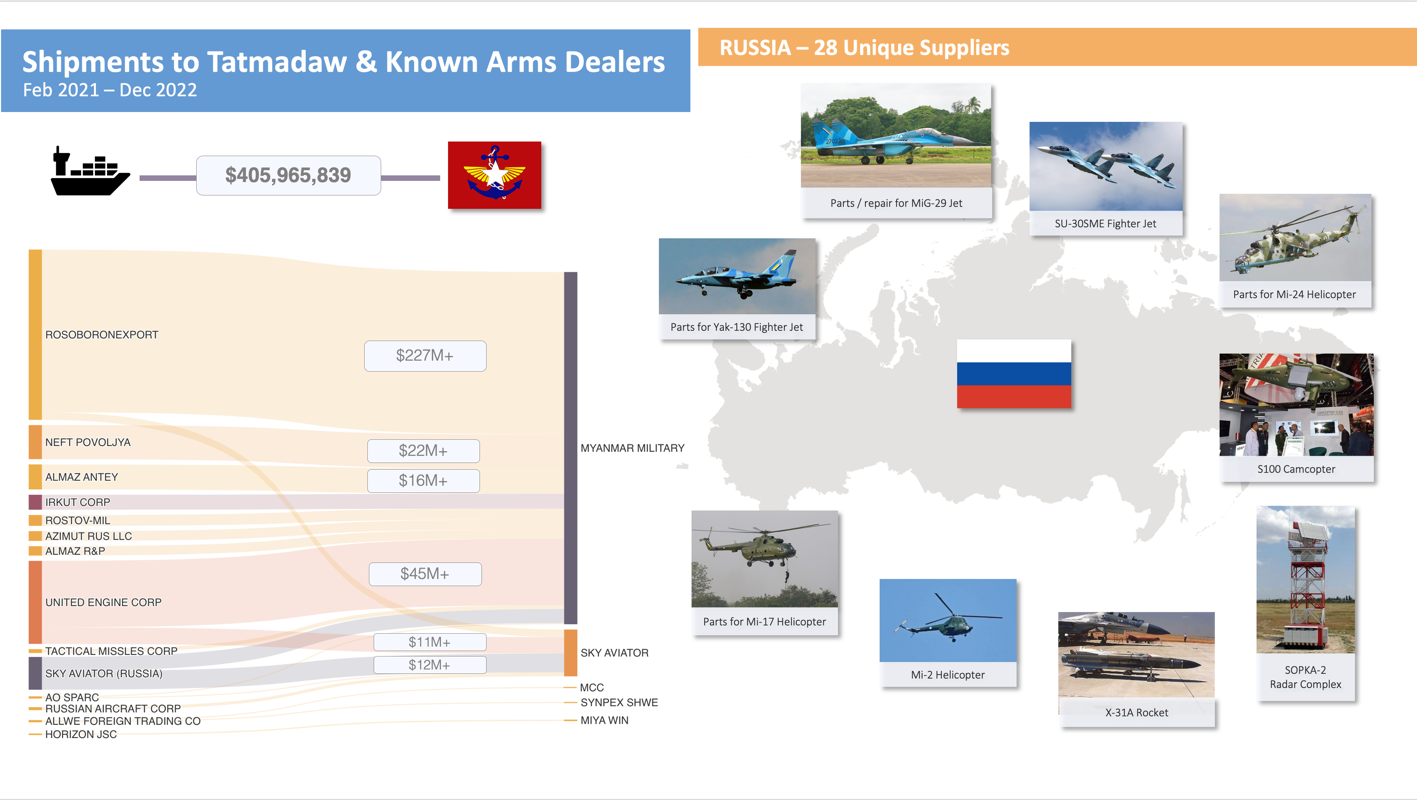 Shipments to Tatmadaw & Known Arms Dealers
Feb 2021 – Dec 2022
$405,965,839
ROSOBORONEXPORT
$227M+
NEFT POVOLJYA
$22M+
MYANMAR MILITARY
ALMAZ ANTEY
$16M+
IRKUT CORP
ROSTOV-MIL
AZIMUT RUS LLC
ALMAZ R&P
$45M+
UNITED ENGINE CORP
$11M+
TACTICAL MISSLES CORP
SKY AVIATOR
$12M+
SKY AVIATOR (RUSSIA)
MCC
AO SPARC
SYNPEX SHWE
RUSSIAN AIRCRAFT CORP
ALLWE FOREIGN TRADING CO
MIYA WIN
HORIZON JSC
RUSSIA – 28 Unique Suppliers
Parts / repair for MiG-29 Jet
SU-30SME Fighter Jet
Parts for Mi-24 Helicopter
Parts for Yak-130 Fighter Jet
S100 Camcopter
Parts for Mi-17 Helicopter
Mi-2 Helicopter
X-31A Rocket
SOPKA-2
Radar Complex